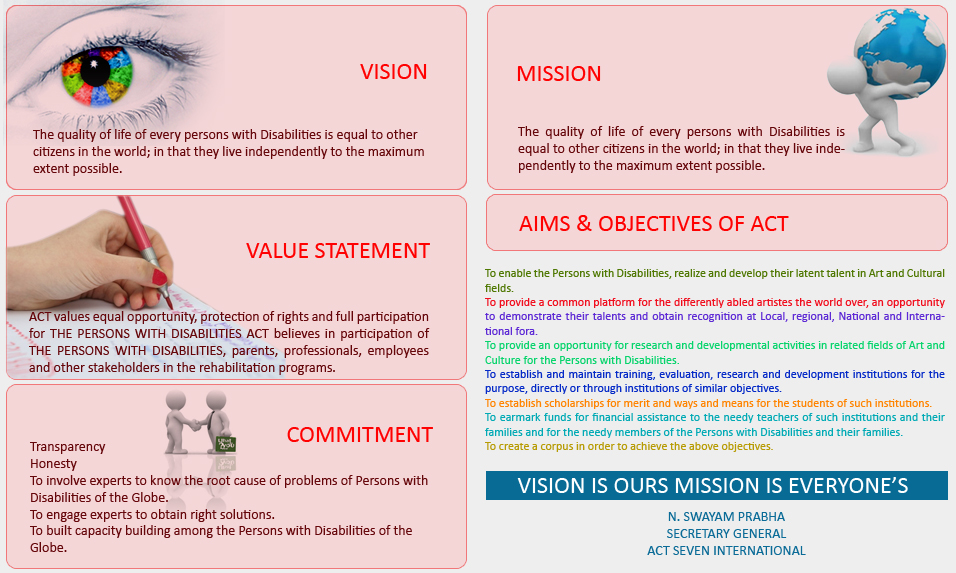 VISION
The quality of life of every persons with Disabilities is equal to other
citizens in the world; in that they live independently to the maximum
extent possible.
VALUE STATEMENT
ACT values equal opportunity, protection of rights and full participation
for THE PERSONS WITH DISABILITIES ACT believes in participation of
THE PERSONS WITH DISABILITIES, parents, professionals, employees
and other stakeholders in the rehabilitation programs.
COMMITMENT
Transparency
Honesty
To involve experts to know the root cause of problems of Persons with
Disabilities of the Globe.
To engage experts to obtain right solutions.
To built capacity building among the Persons with Disabilities of the
Globe.
MISSION
The quality of life of every persons with Disabilities is
equal to other citizens in the world; in that they live inde-
pendently to the maximum extent possible.
AIMS & OBJECTIVES OF ACT
To enable the Persons with Disabilities, realize and develop their latent talent in Art and Cultural
fields.
To provide a common platform for the differently abled artistes the world over, an opportunity
to demonstrate their talents and obtain recognition at Local, regional, National and Interna-
tional fora.
To provide an opportunity for research and developmental activities in related fields of Art and
Culture for the Persons with Disabilities.
To establish and maintain training, evaluation, research and development institutions for the
purpose, directly or through institutions of similar objectives.
To establish scholarships for merit and ways and means for the students of such institutions.
To earmark funds for financial assistance to the needy teachers of such institutions and their
families and for the needy members of the Persons with Disabilities and their families.
To create a corpus in order to achieve the above objectives.
VISION IS OURS MISSION IS EVERYONE'S
N. SWAYAM PRABHA
SECRETARY GENERAL
ACT SEVEN INTERNATIONAL